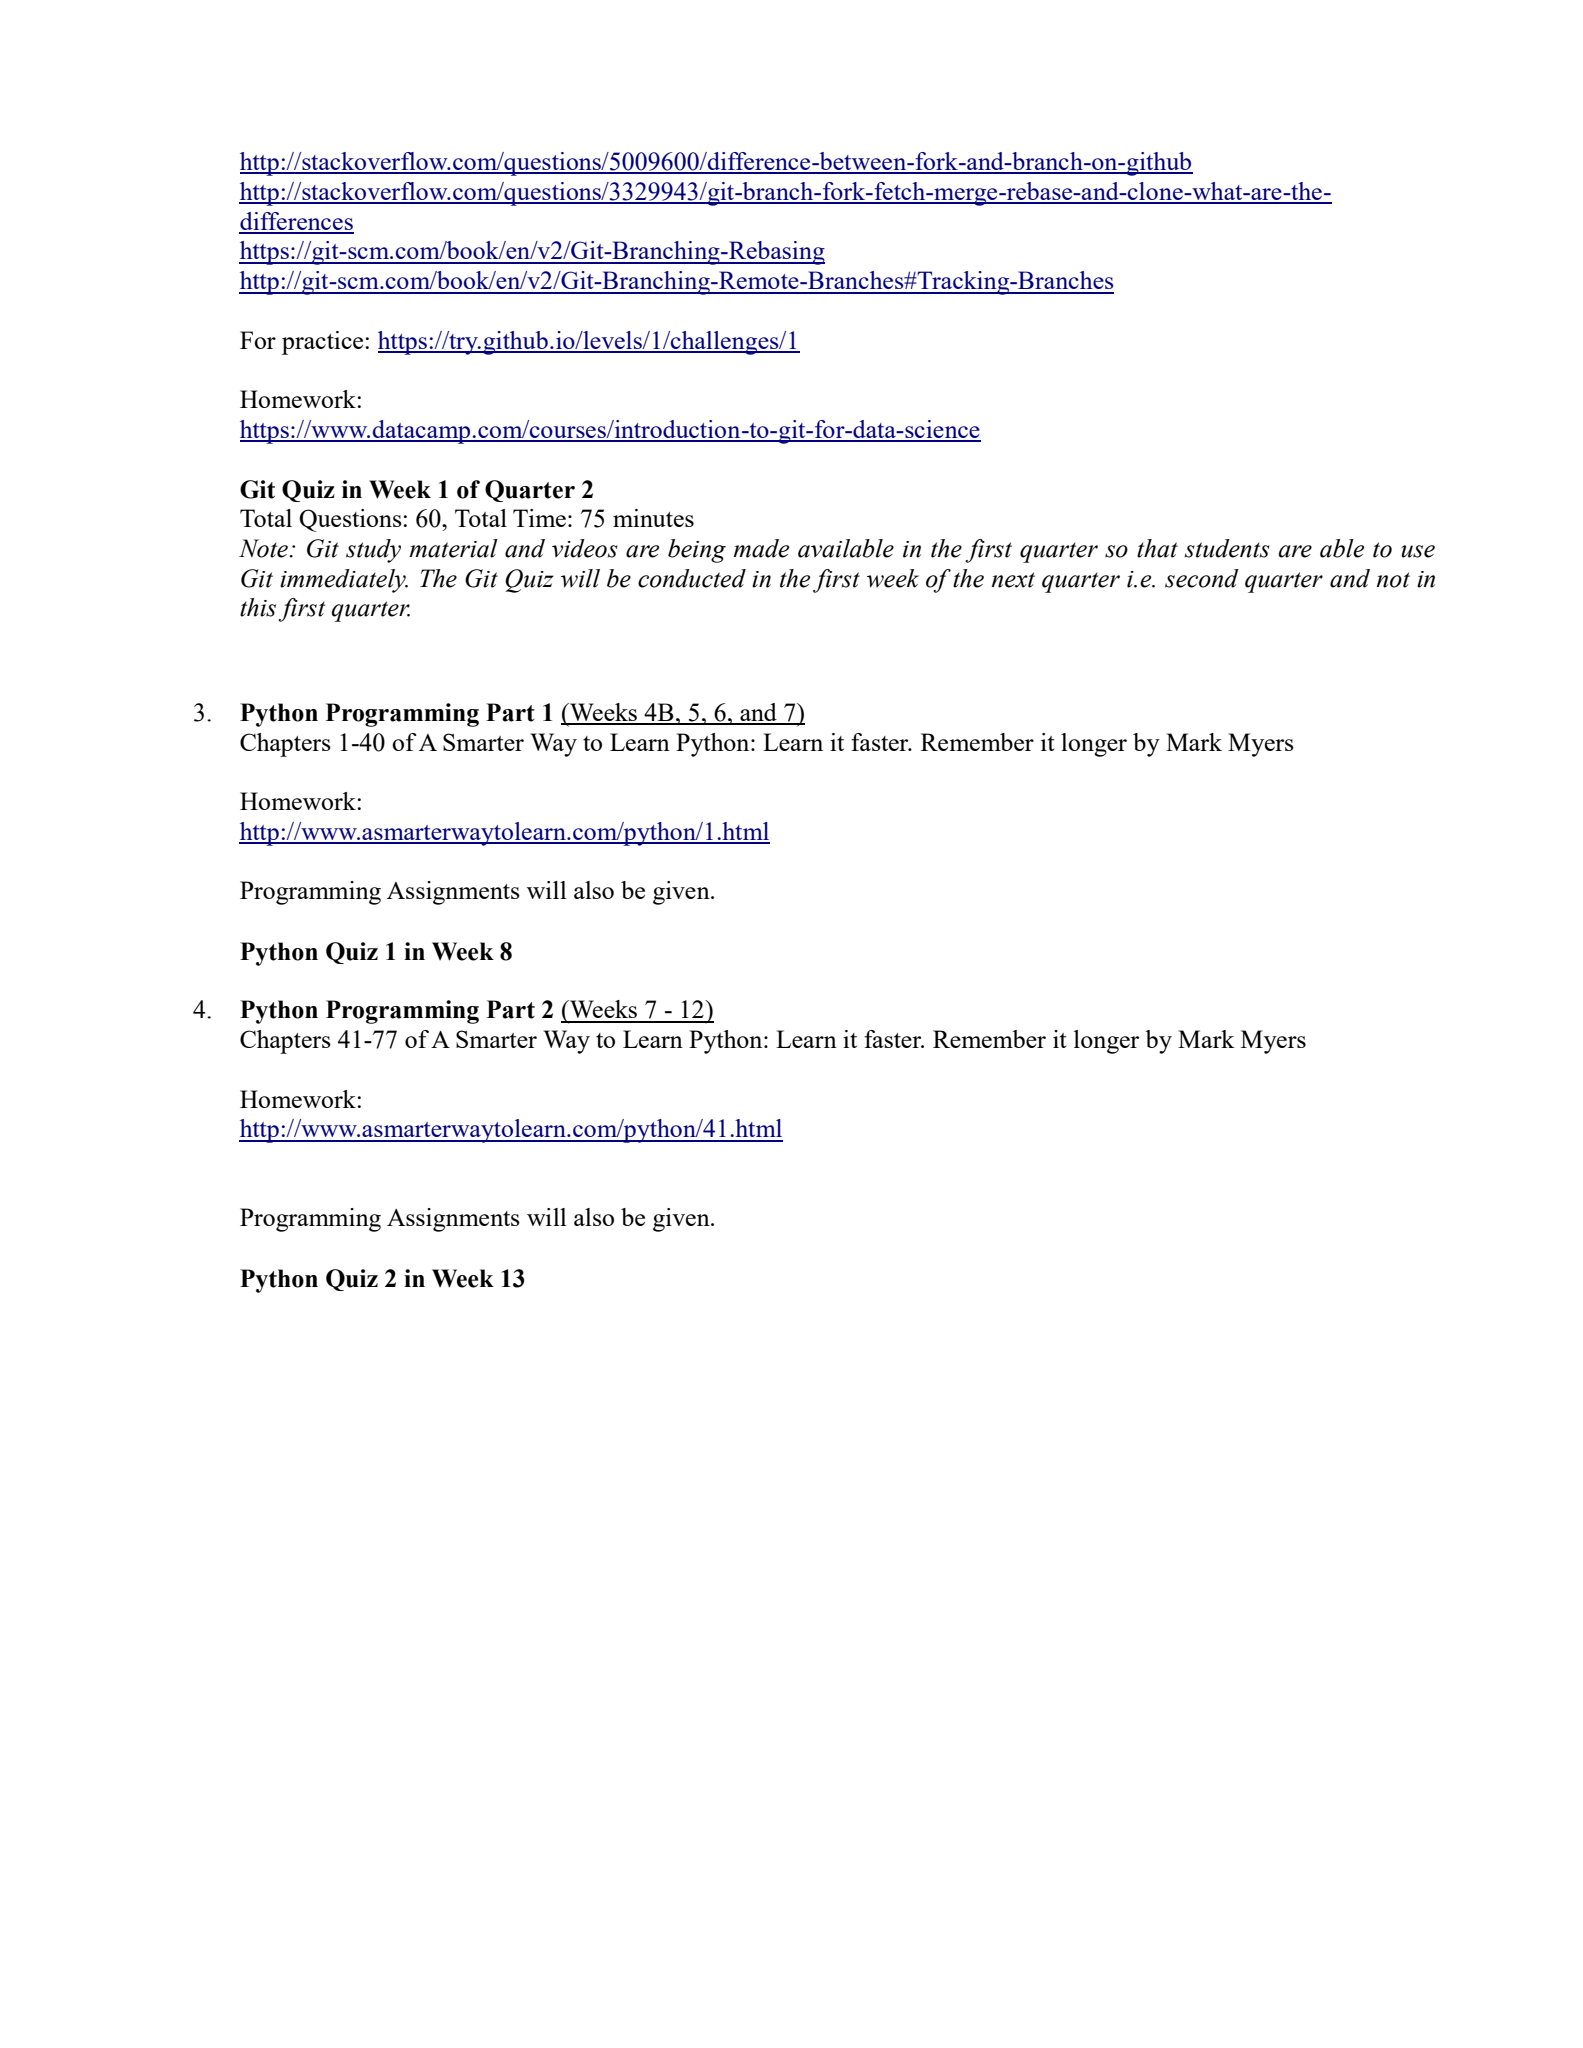 http://stackoverflow.com/questions/5009600/difference-between-fork-and-branch-on-github
http://stackoverflow.com/questions/3329943/git-branch-fork-fetch-merge-rebase-and-clone-what-are-the-
differences
https://git-scm.com/book/en/v2/Git-Branching-Rebasing
http://git-scm.com/book/en/v2/Git-Branching-Remote-Branches#Tracking-Branches
For practice: https://try.github.io/levels/1/challenges/1
Homework:
https://www.datacamp.com/courses/introduction-to-git-for-data-science
Git Quiz in Week 1 of Quarter 2
Total Questions: 60, Total Time: 75 minutes
Note: Git study material and videos are being made available in the first quarter so that students are able to use
Git immediately. The Git Quiz will be conducted in the first week of the next quarter i.e. second quarter and not in
this first quarter.
3. Python Programming Part 1 (Weeks 4B, 5, 6, and 7)
Chapters 1-40 of A Smarter Way to Learn Python: Learn it faster. Remember it longer by Mark Myers
Homework:
http://www.asmarterwaytolearn.com/python/1.html
Programming Assignments will also be given.
Python Quiz 1 in Week 8
4. Python Programming Part 2 (Weeks 7 - 12)
Chapters 41-77 of A Smarter Way to Learn Python: Learn it faster. Remember it longer by Mark Myers
Homework:
http://www.asmarterwaytolearn.com/python/41.html
Programming Assignments will also be given.
Python Quiz 2 in Week 13